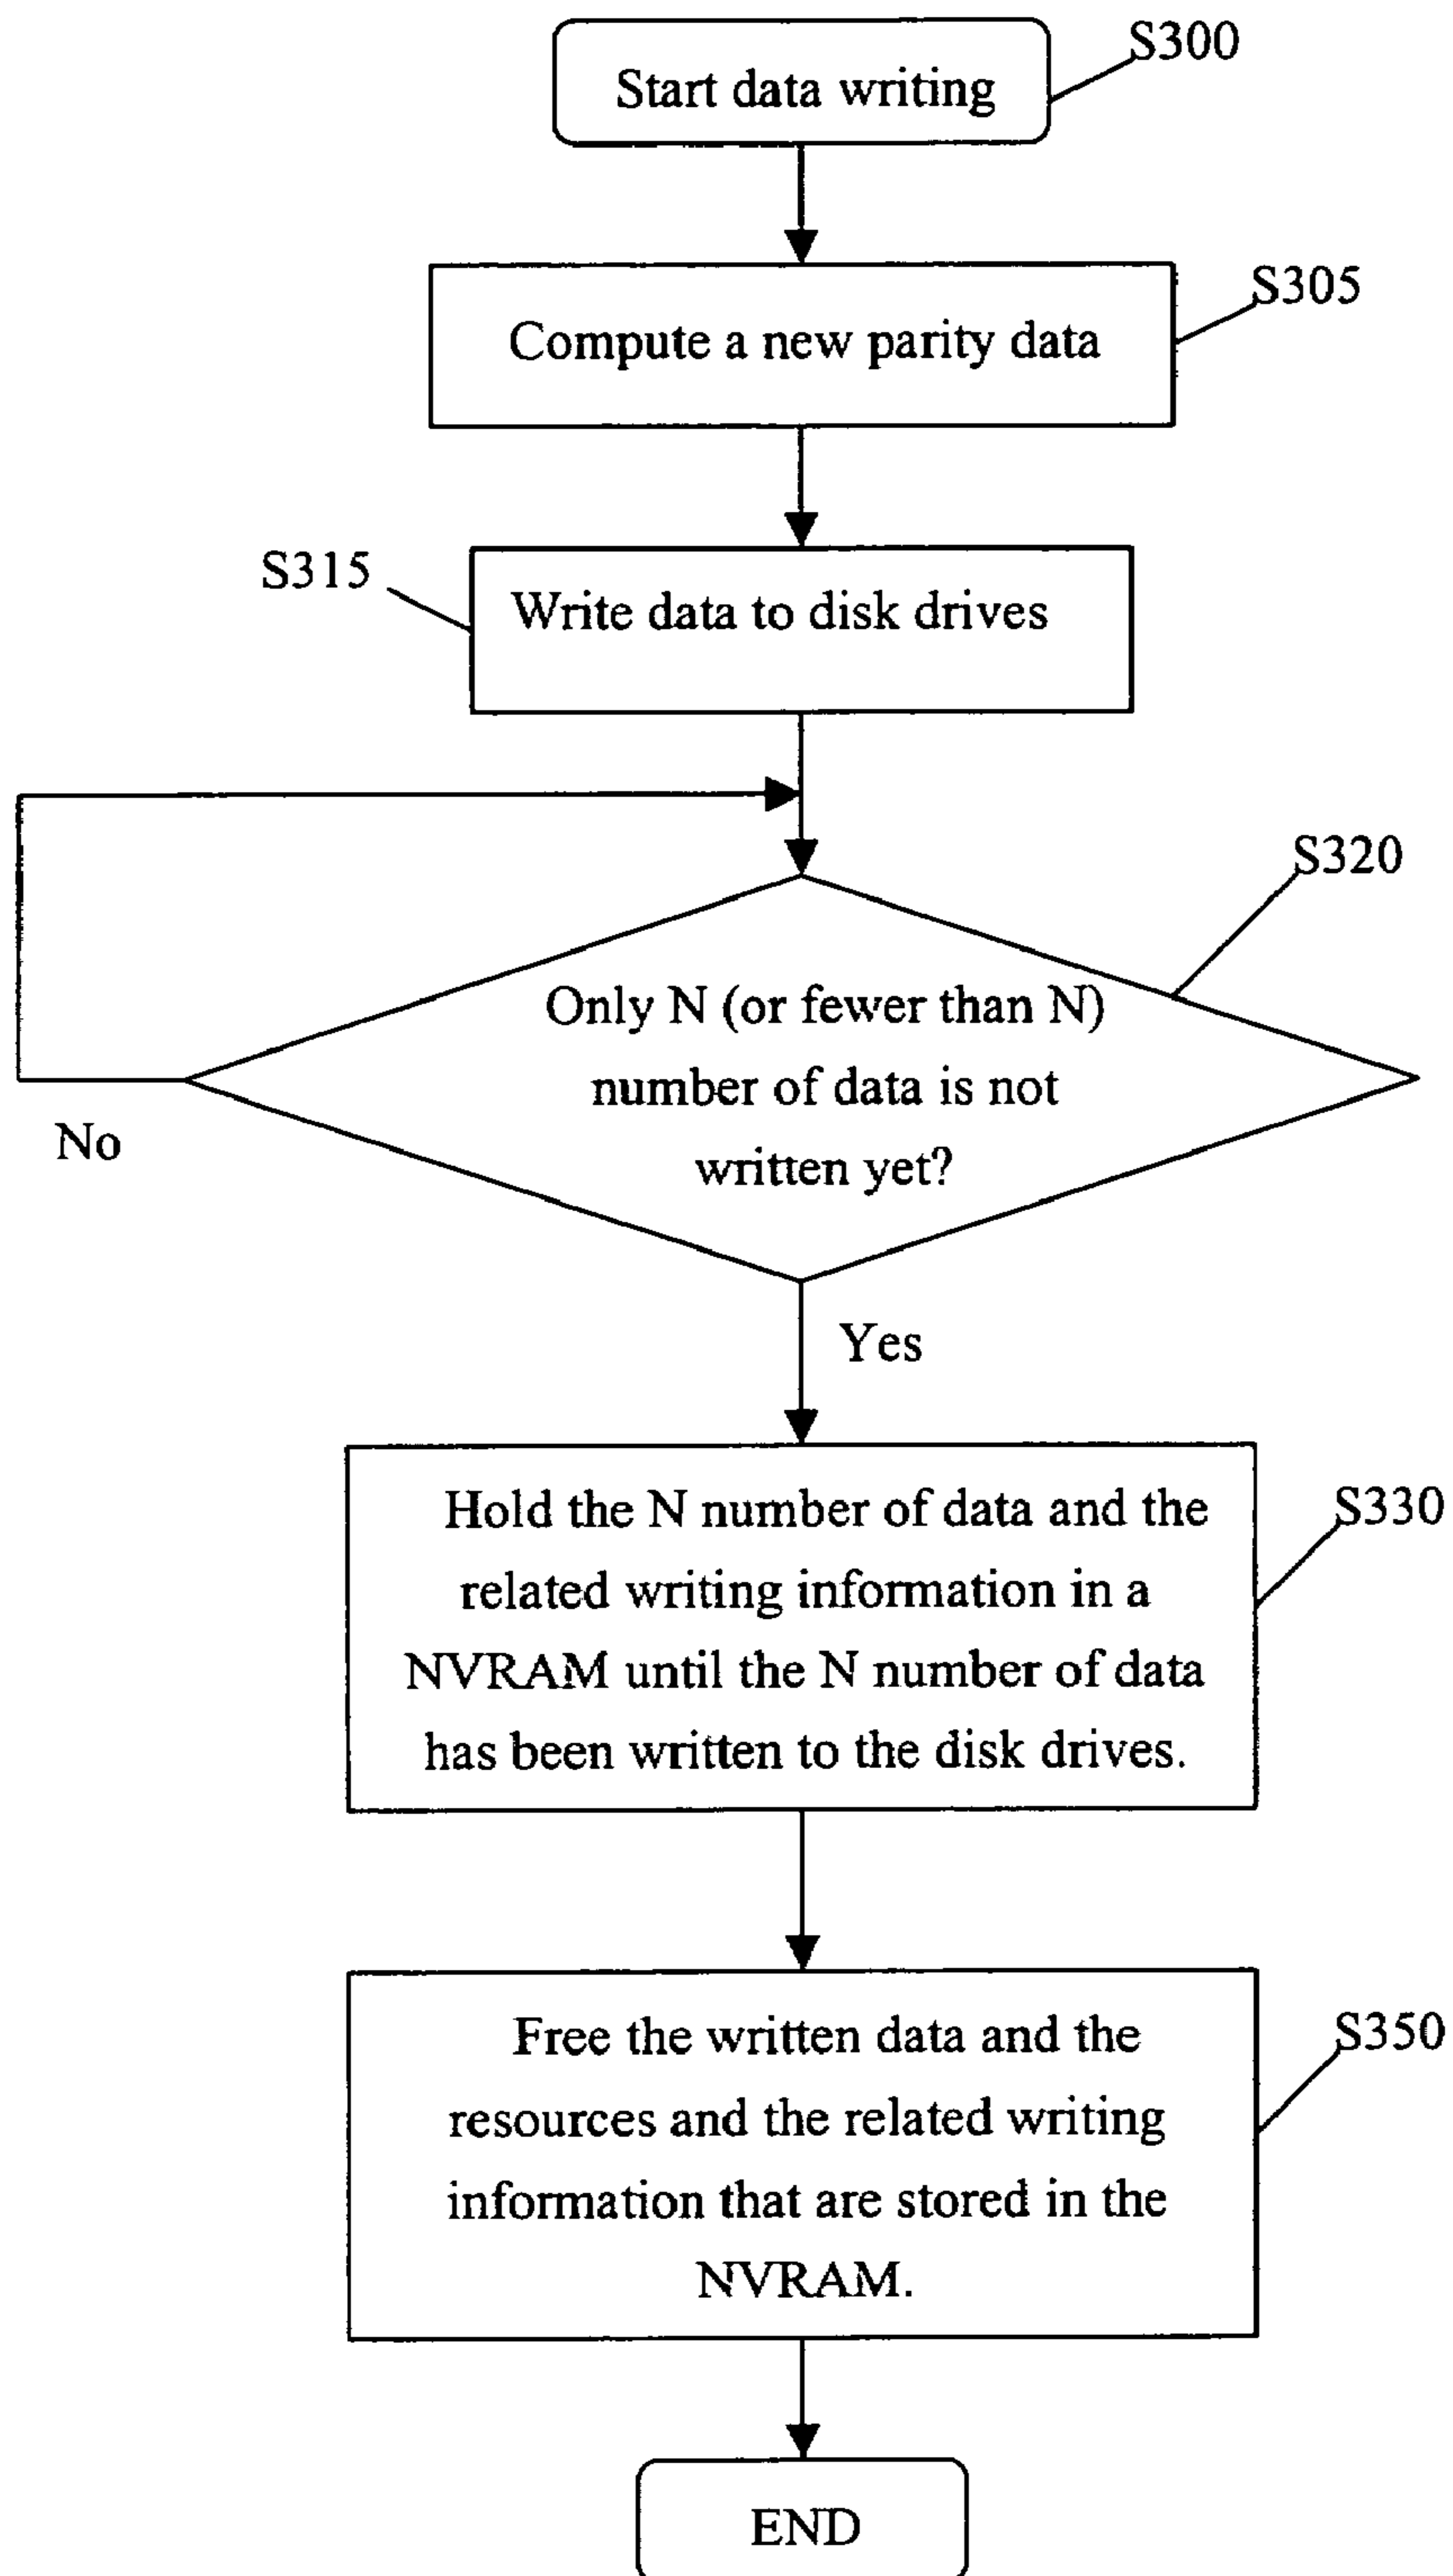 S300
Start data writing
S305
Compute a new parity data
S315
Write data to disk drives
S320
Only N (or fewer than N)
number of data is not
written yet?
No
Yes
Hold the N number of data and the
related writing information in a
NVRAM until the N number of data
has been written to the disk drives.
S330
Free the written data and the
resources and the related writing
information that are stored in the
NVRAM.
S350
END